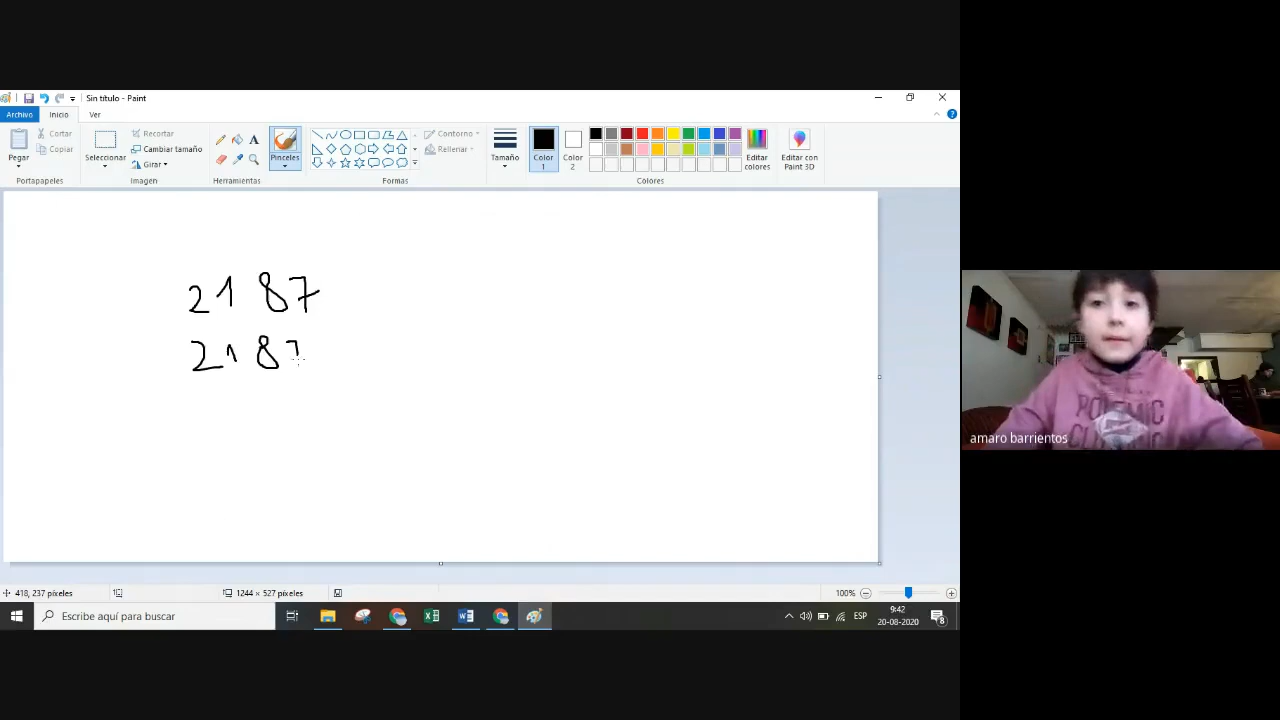 Sin título - Paint
Archivo Inicio Ver
Pegar
Cortar
Copiar
Portapapeles
Seleccionar
Recortar
Cambiar tamaño
Girar
Imagen
A
Herramientas
Pinceles
Contorno
Rellenar
Formas
Tamaño
Color 1
Color 2
Editar colores
Editar con Paint 3D
Colores
21 87
21 87
POLEMIC
amaro barrientos
418, 237 píxeles
1244 × 527 píxeles
100%
Escribe aquí para buscar
ESP
9:42
20-08-2020
8